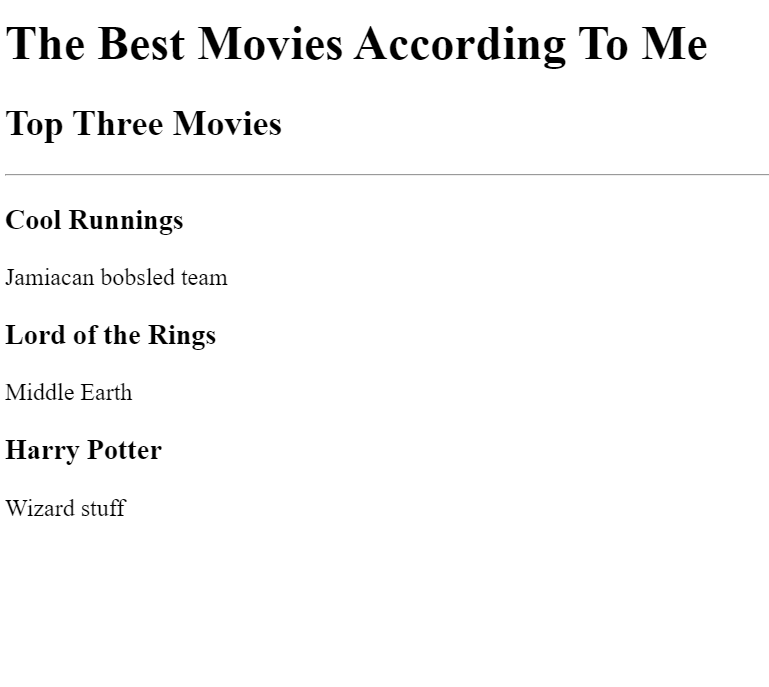 The Best Movies According To Me
Top Three Movies
Cool Runnings
Jamiacan bobsled team
Lord of the Rings
Middle Earth
Harry Potter
Wizard stuff